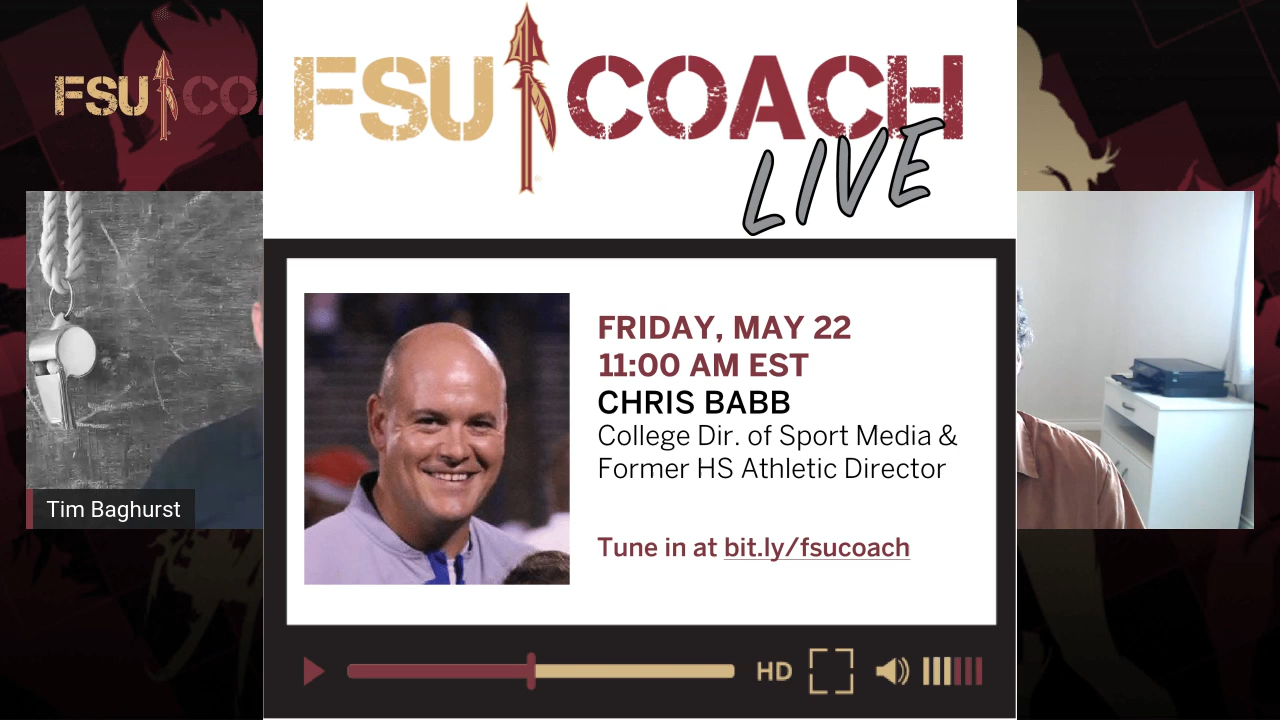 FSU COA
FSU COACH
LIVE
FRIDAY, MAY 22
11:00 AM EST
CHRIS BABB
College Dir. of Sport Media &
Former HS Athletic Director
Tune in at bit.ly/fsucoach
Tim Baghurst
HD